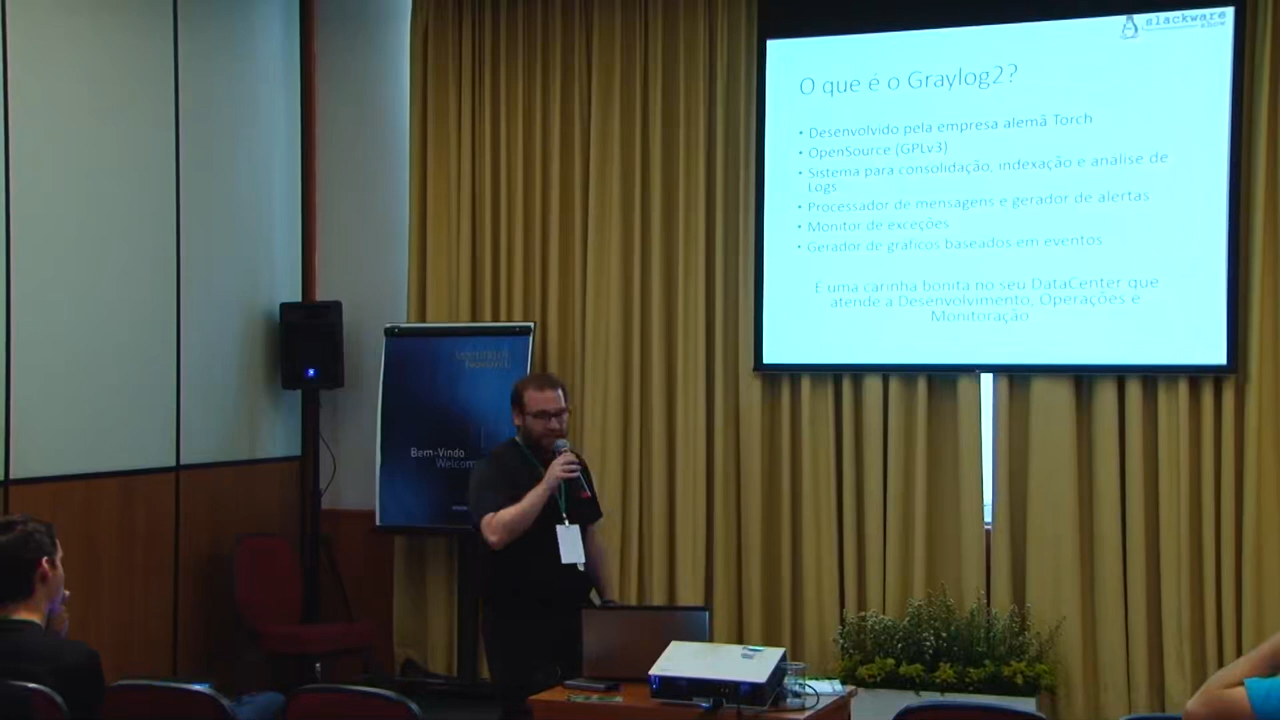 slackware
show
O que é o Graylog2?
• Desenvolvido pela empresa alemã Torch
• OpenSource (GPLv3)
• Sistema para consolidação, indexação e análise de
Logs
• Processador de mensagens e gerador de alertas
• Monitor de exceções
• Gerador de gráficos baseados em eventos
E uma carinha bonita no seu DataCenter que
atende a Desenvolvimento, Operações e
Monitoração
Bem-Vindo
Welcom